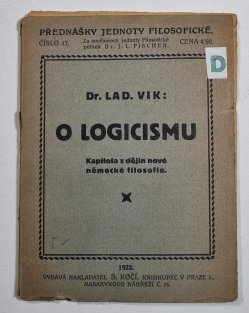 PŘEDNÁŠKY JEDNOTY FILOSOFICKÉ.
ČÍSLO 17. Za součinnosti Jednoty Filosofické CENA 4·50.
pořádá Dr. J. L. FISCHER.
D
Dr. LAD. VIK:
O LOGICISMU
Kapitola z dějin nové
německé filosofie.
1922.
VYDÁVÁ NAKLADATEL B. KOČÍ, KNIHKUPEC V PRAZE I.,
MASARYKOVO NÁBŘEŽÍ Č. 14.